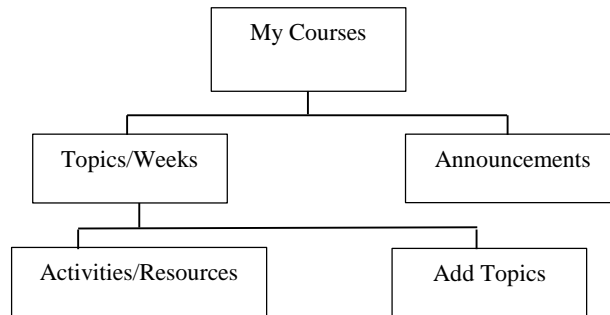 My Courses
Topics/Weeks
Announcements
Activities/Resources
Add Topics